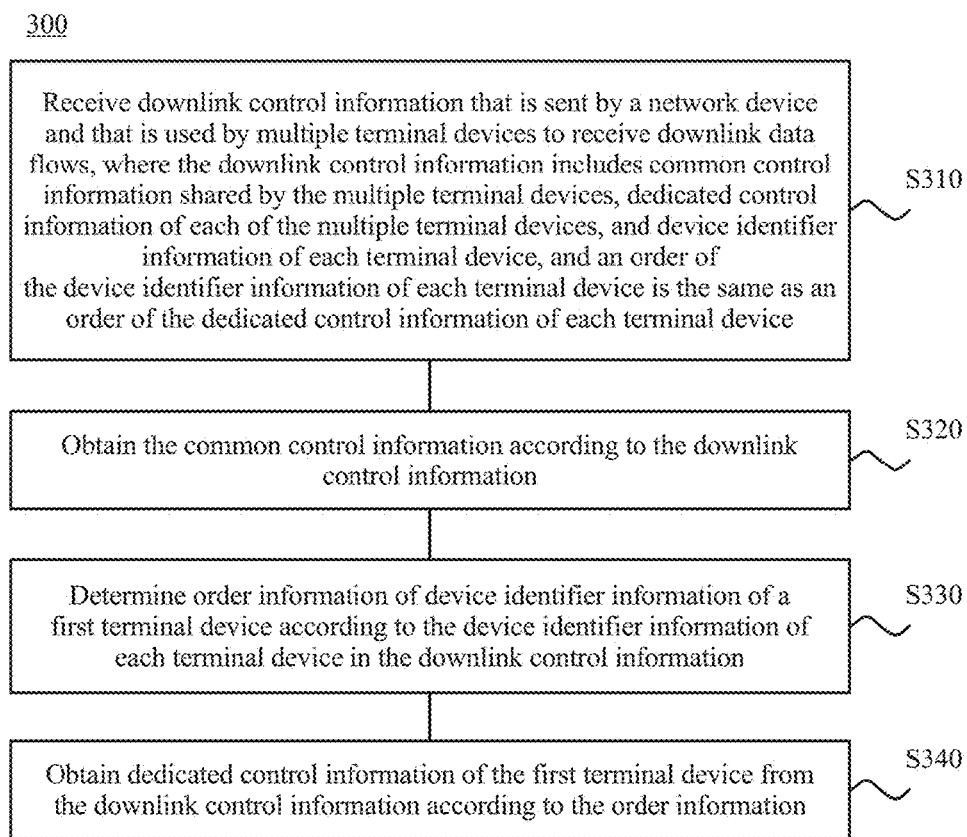 300
Receive downlink control information that is sent by a network device
and that is used by multiple terminal devices to receive downlink data
flows, where the downlink control information includes common control
information shared by the multiple terminal devices, dedicated control
information of each of the multiple terminal devices, and device identifier
information of each terminal device, and an order of
the device identifier information of each terminal device is the same as an
order of the dedicated control information of each terminal device
S310
Obtain the common control information according to the downlink
control information
S320
Determine order information of device identifier information of a
first terminal device according to the device identifier information of
each terminal device in the downlink control information
S330
Obtain dedicated control information of the first terminal device from
the downlink control information according to the order information
S340